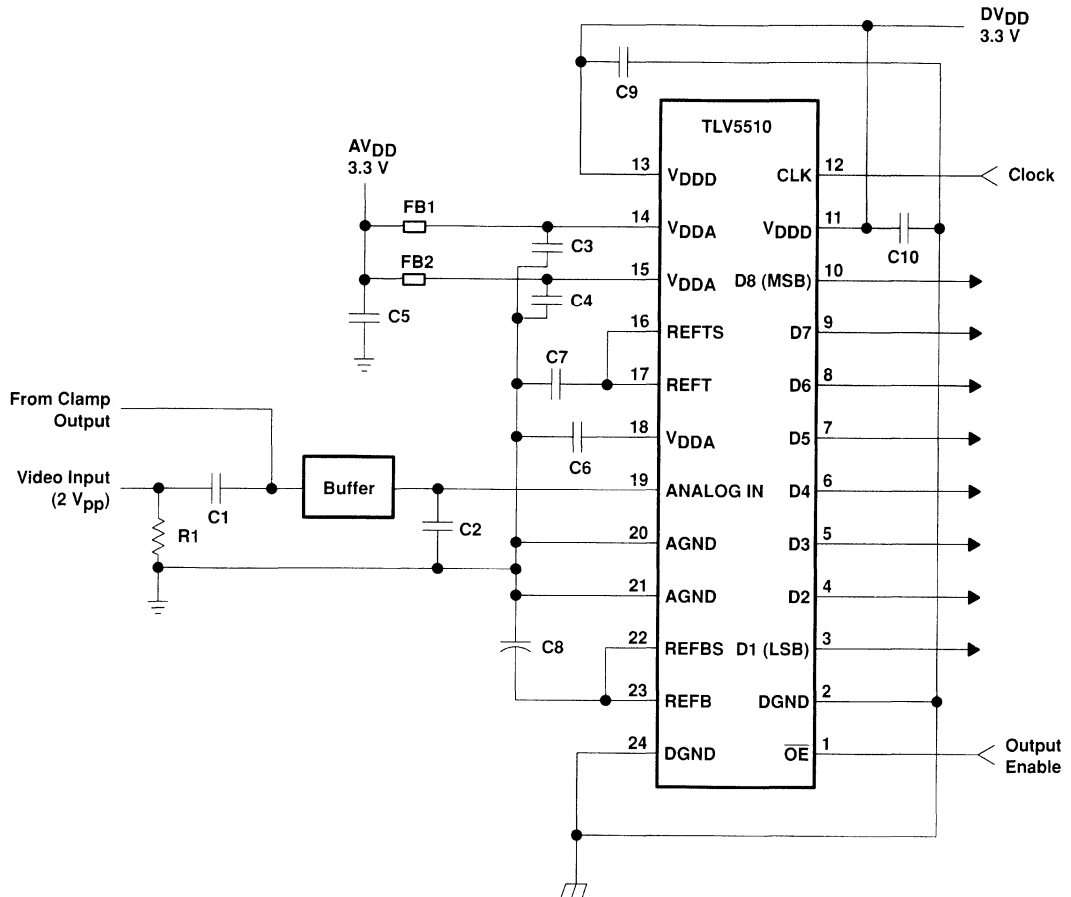 DVDD
3.3 V
C9
TLV5510
AVDD
3.3 V
13
VDDD
CLK
12
Clock
FB1
14
VDDA
VDDD
11
C3
C10
FB2
15
VDDA
D8 (MSB)
10
C4
C5
16
REFTS
D7
9
C7
17
REFT
D6
8
From Clamp
Output
18
VDDA
D5
7
C6
Video Input
(2 Vpp)
C1
Buffer
19
ANALOG IN
D4
6
R1
C2
20
AGND
D3
5
21
AGND
D2
4
C8
22
REFBS
D1 (LSB)
3
23
REFB
DGND
2
24
DGND
OE
1
Output
Enable